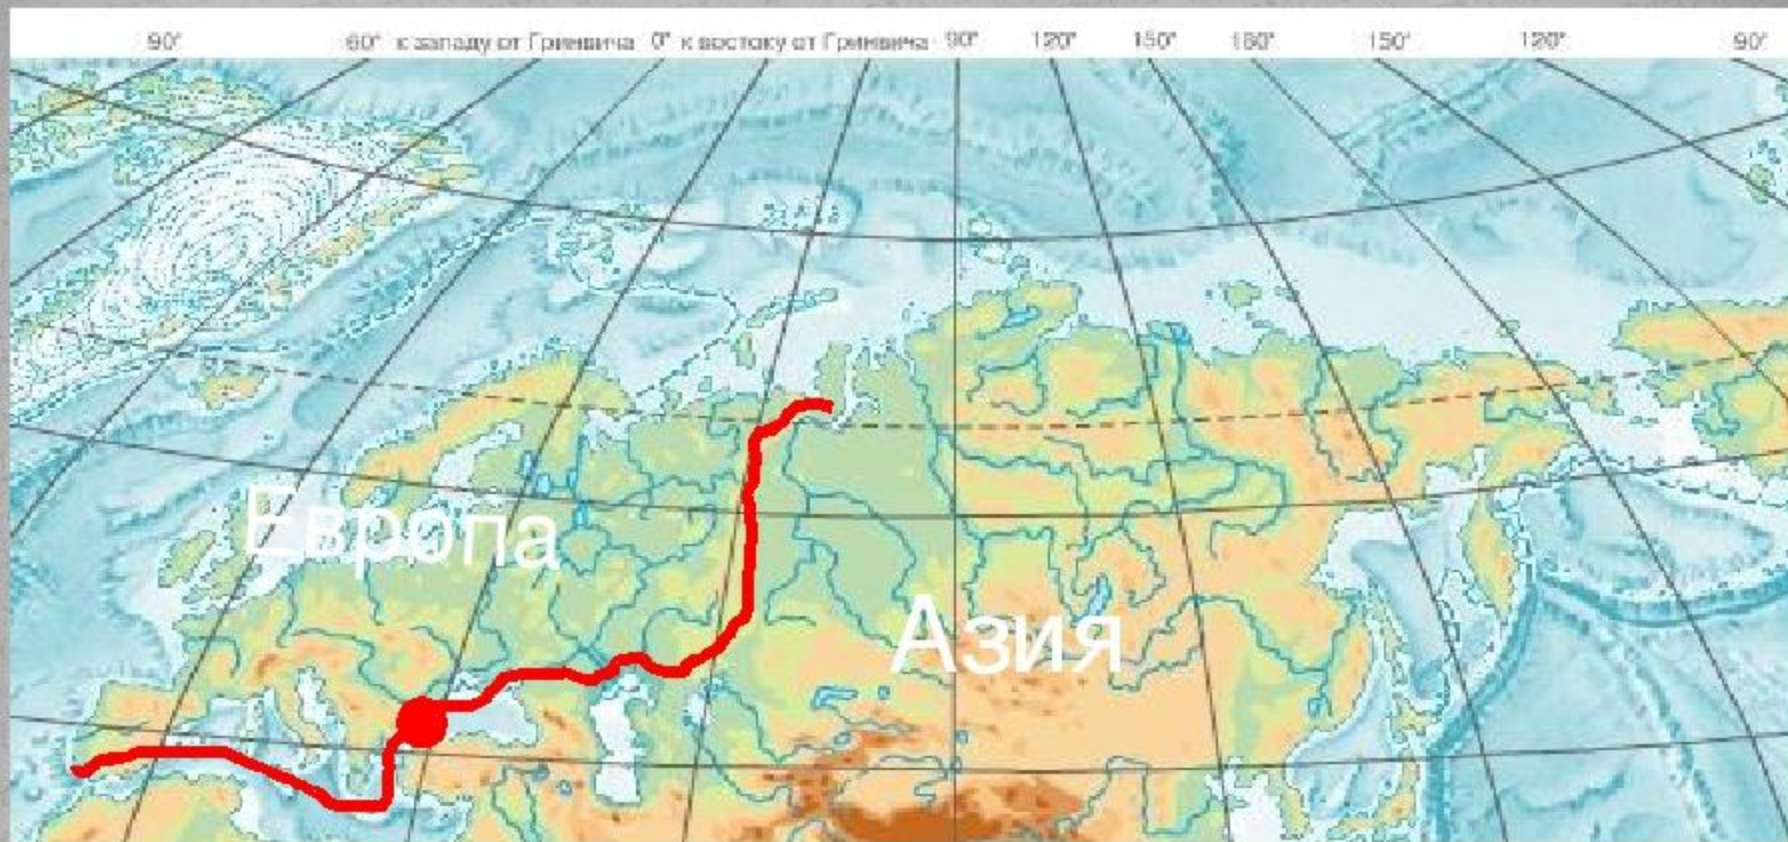 90° 60° к западу от Гринвича 0° к востоку от Гринвича 90° 120° 150° 180° 150° 120° 90°
Европа
Азия